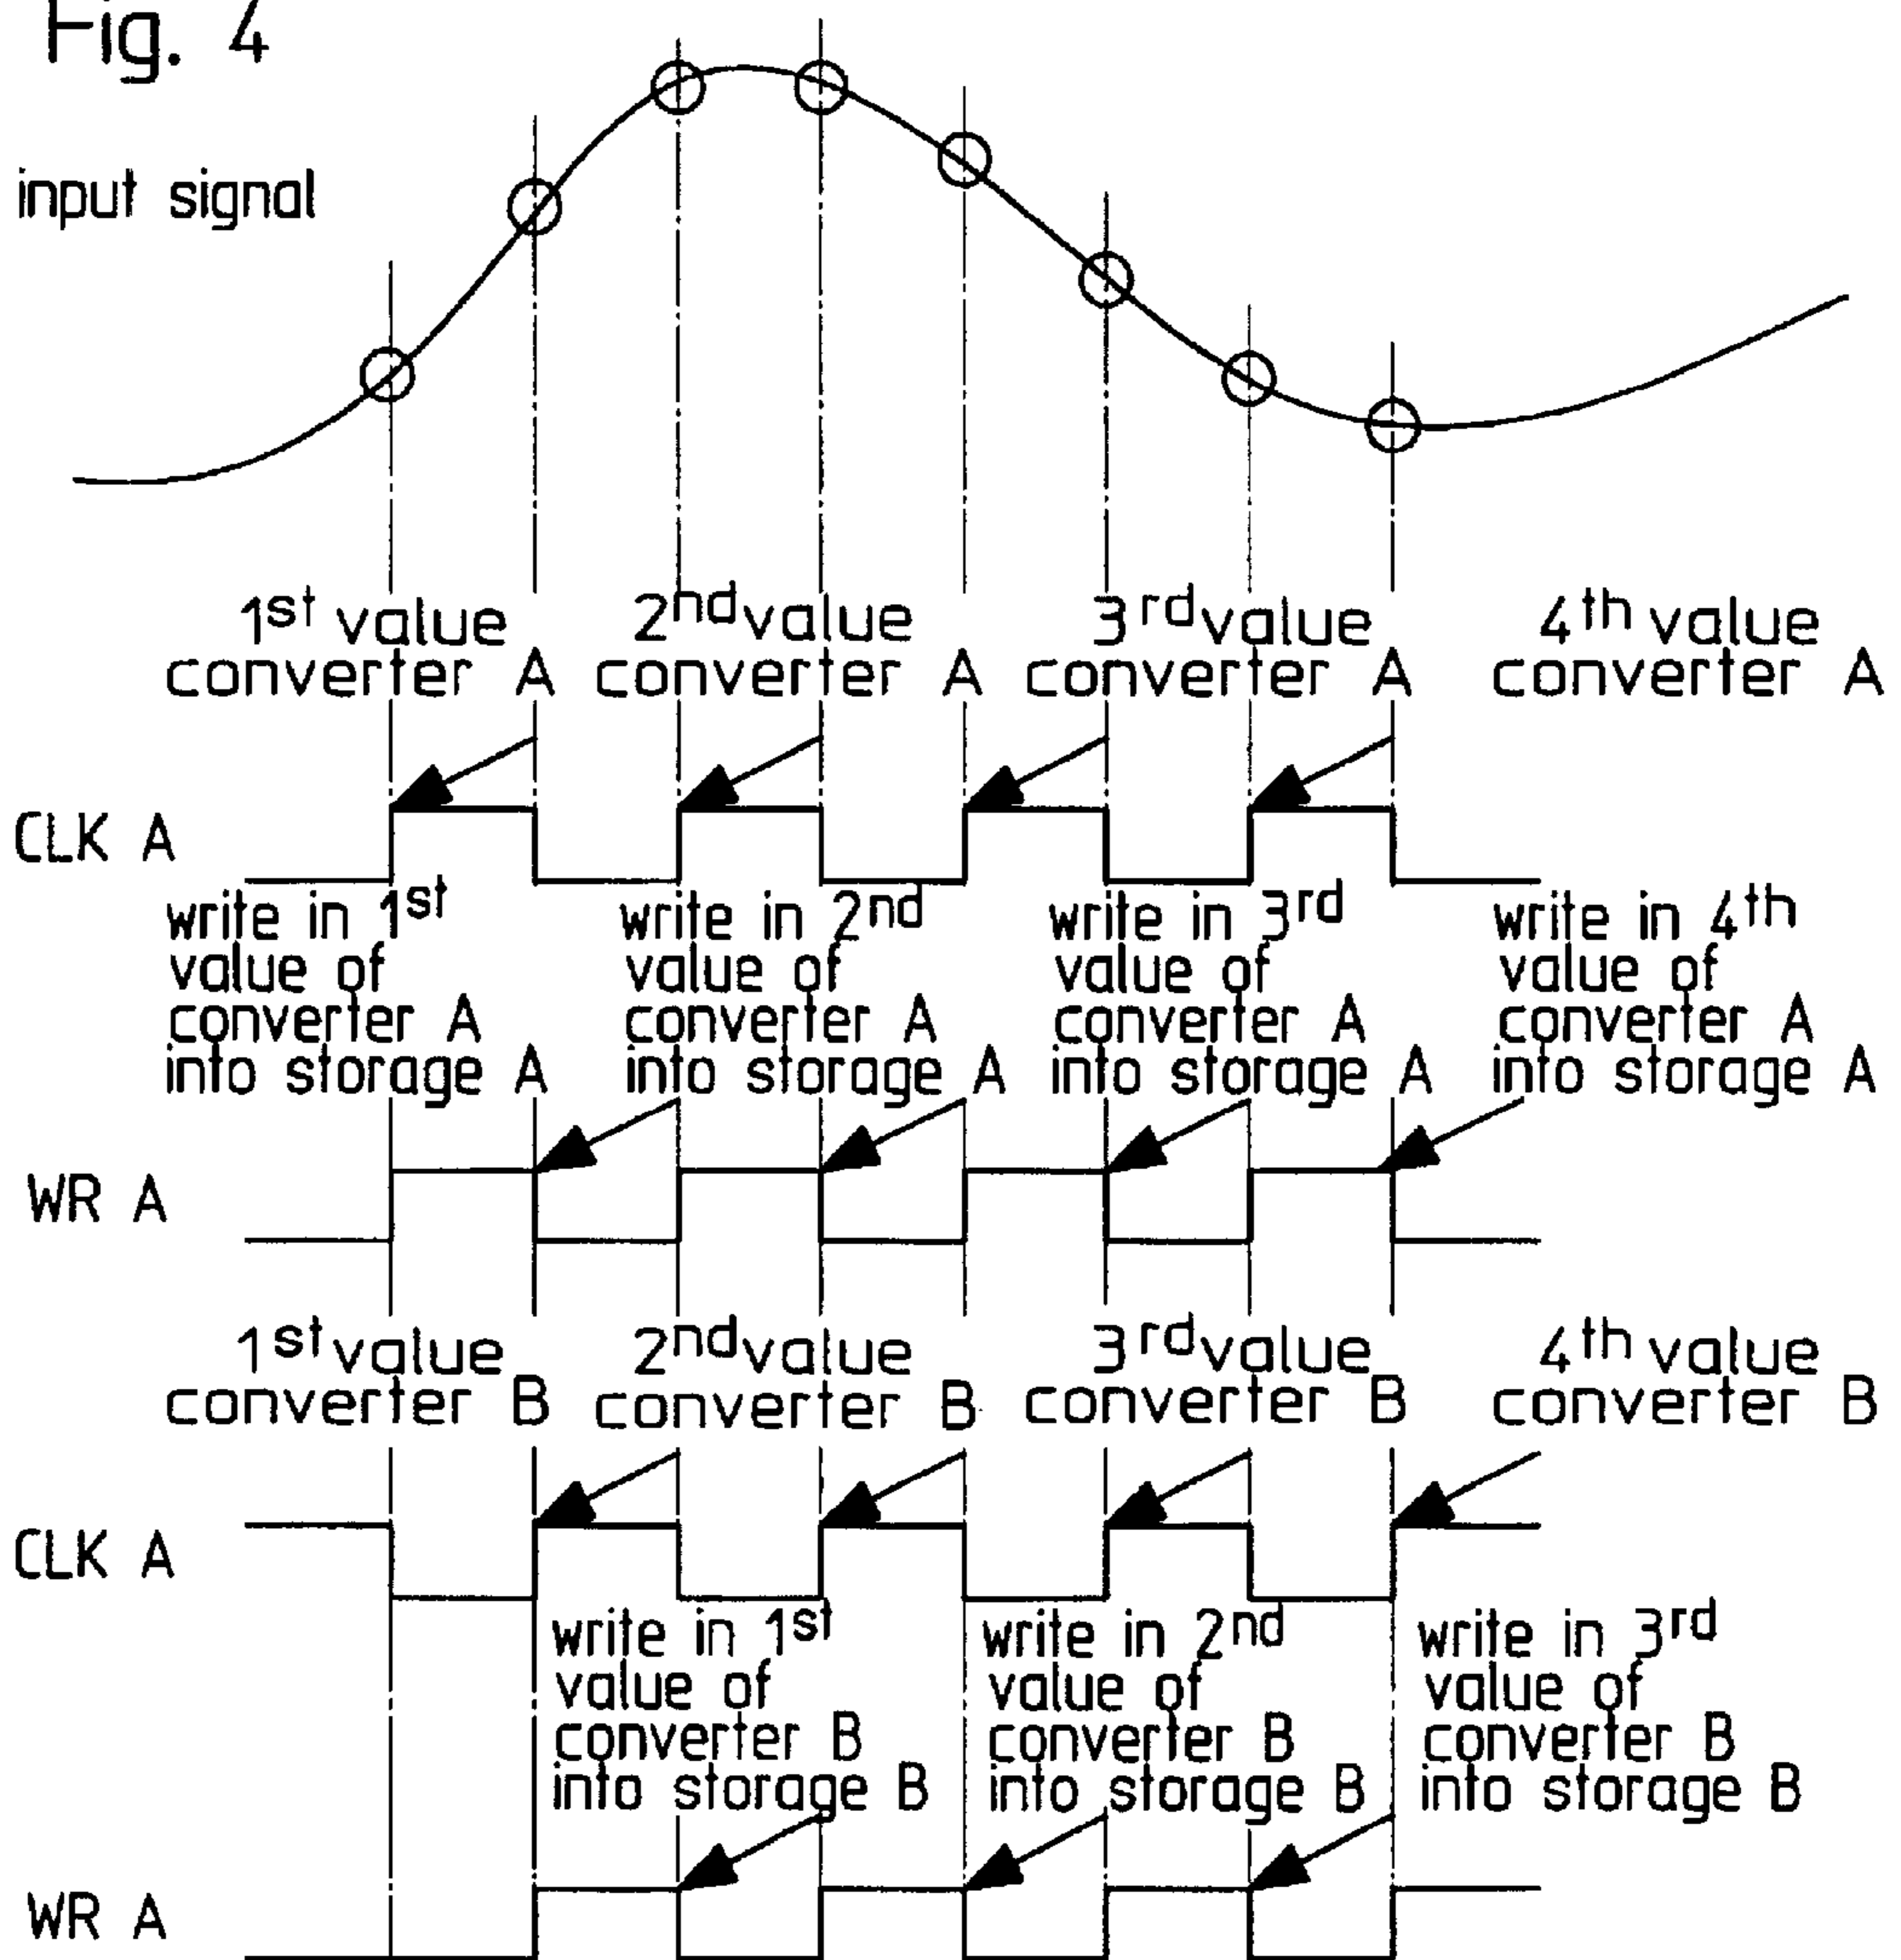 Fig. 4
input signal
1st value 2nd value 3rd value 4th value
converter A converter A converter A converter A
CLK A
write in 1st write in 2nd write in 3rd write in 4th
value of value of value of value of
converter A converter A converter A converter A
into storage A into storage A into storage A into storage A
WR A
1st value 2nd value 3rd value 4th value
converter B converter B converter B converter B
CLK A
write in 1st write in 2nd write in 3rd
value of value of value of
converter B converter B converter B
into storage B into storage B into storage B
WR A